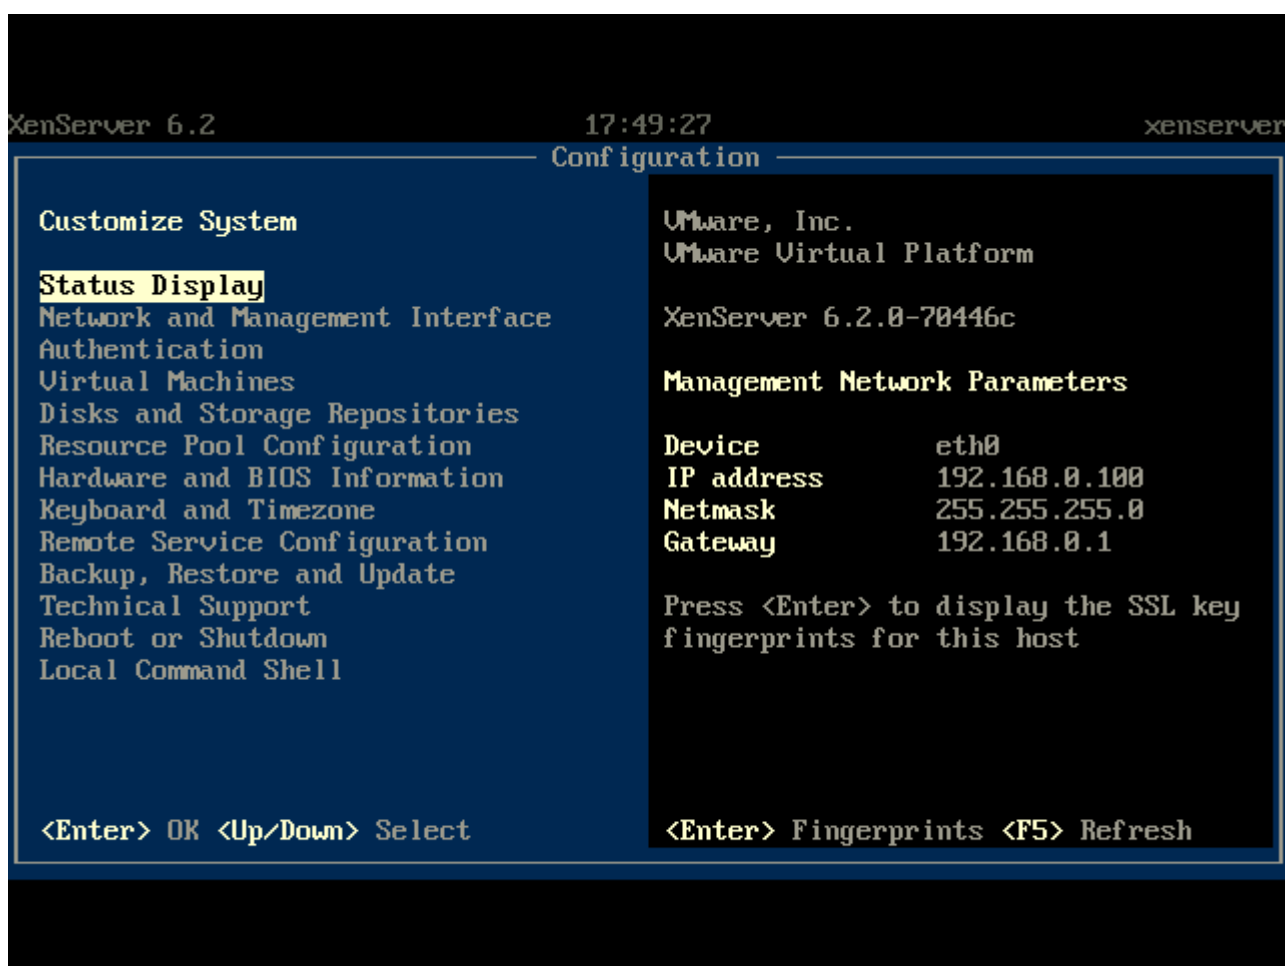 XenServer 6.2 17:49:27 xenserver
Configuration
Customize System
Status Display
Network and Management Interface
Authentication
Virtual Machines
Disks and Storage Repositories
Resource Pool Configuration
Hardware and BIOS Information
Keyboard and Timezone
Remote Service Configuration
Backup, Restore and Update
Technical Support
Reboot or Shutdown
Local Command Shell
<Enter> OK <Up/Down> Select
VMware, Inc.
VMware Virtual Platform
XenServer 6.2.0-70446c
Management Network Parameters
Device eth0
IP address 192.168.0.100
Netmask 255.255.255.0
Gateway 192.168.0.1
Press <Enter> to display the SSL key
fingerprints for this host
<Enter> Fingerprints <F5> Refresh